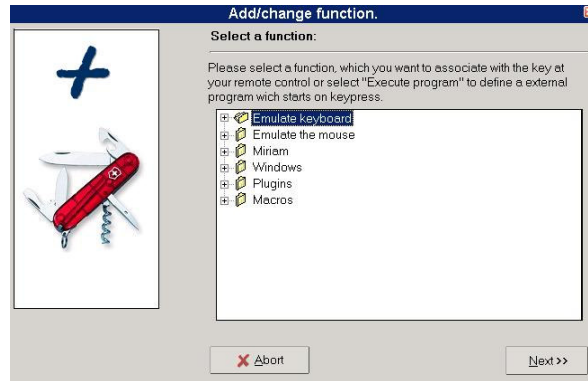 Add/change function.
Select a function:
Please select a function, which you want to associate with the key at
your remote control or select "Execute program" to define a external
program wich starts on keypress.
Emulate keyboard
Emulate the mouse
Miriam
Windows
Plugins
Macros
Abort
Next >>